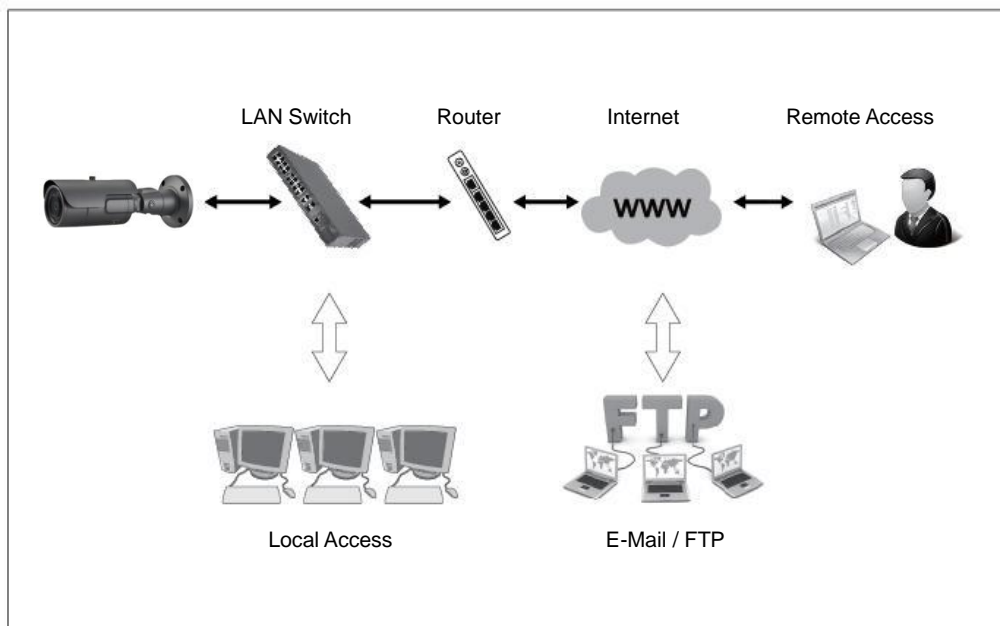 LAN Switch
Router
Internet
Remote Access
WWW
FTP
Local Access
E-Mail / FTP